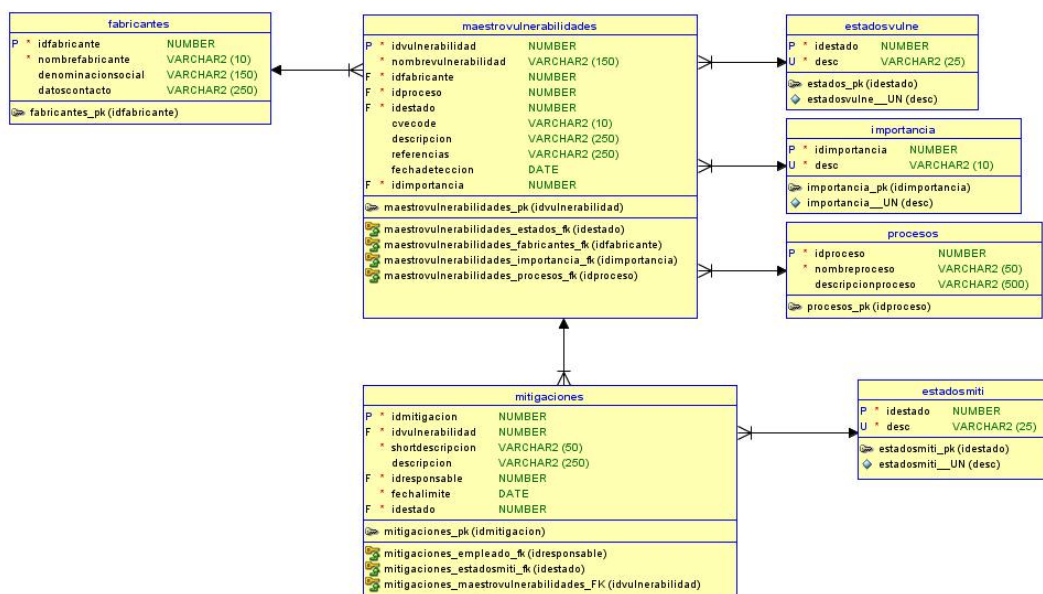 fabricantes
P * idfabricante NUMBER
* nombrefabricante VARCHAR2 (10)
denominacionsocial VARCHAR2 (150)
datoscontacto VARCHAR2 (250)
fabricantes_pk (idfabricante)
maestrovulnerabilidades
P * idvulnerabilidad NUMBER
* nombrevulnerabilidad VARCHAR2 (150)
F * idfabricante NUMBER
F * idproceso NUMBER
F * idestado NUMBER
cvecode VARCHAR2 (10)
descripcion VARCHAR2 (250)
referencias VARCHAR2 (250)
fechadeteccion DATE
F * idimportancia NUMBER
maestrovulnerabilidades_pk (idvulnerabilidad)
maestrovulnerabilidades_estados_fk (idestado)
maestrovulnerabilidades_fabricantes_fk (idfabricante)
maestrovulnerabilidades_importancia_fk (idimportancia)
maestrovulnerabilidades_procesos_fk (idproceso)
estadosvulne
P * idestado NUMBER
U * desc VARCHAR2 (25)
estados_pk (idestado)
estadosvulne__UN (desc)
importancia
P * idimportancia NUMBER
U * desc VARCHAR2 (10)
importancia_pk (idimportancia)
importancia__UN (desc)
procesos
P * idproceso NUMBER
* nombreproceso VARCHAR2 (50)
descripcionproceso VARCHAR2 (500)
procesos_pk (idproceso)
mitigaciones
P * idmitigacion NUMBER
F * idvulnerabilidad NUMBER
* shortdescripcion VARCHAR2 (50)
descripcion VARCHAR2 (250)
F * idresponsable NUMBER
* fechalimite DATE
F * idestado NUMBER
mitigaciones_pk (idmitigacion)
mitigaciones_empleado_fk (idresponsable)
mitigaciones_estadosmiti_fk (idestado)
mitigaciones_maestrovulnerabilidades_FK (idvulnerabilidad)
estadosmiti
P * idestado NUMBER
U * desc VARCHAR2 (25)
estadosmiti_pk (idestado)
estadosmiti__UN (desc)